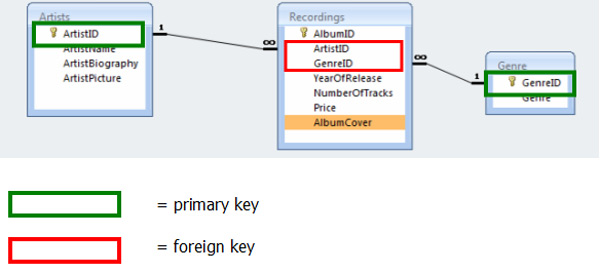 Artists
ArtistID
ArtistName
ArtistBiography
ArtistPicture
1
∞
Recordings
AlbumID
ArtistID
GenreID
YearOfRelease
NumberOfTracks
Price
AlbumCover
∞
1
Genre
GenreID
Genre
= primary key
= foreign key